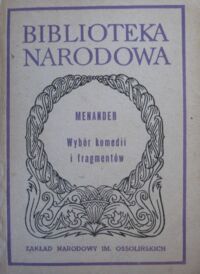 BIBLIOTEKA
NARODOWA
MENANDER
Wybór komedii
i fragmentów
ZAKŁAD NARODOWY IM. OSSOLIŃSKICH